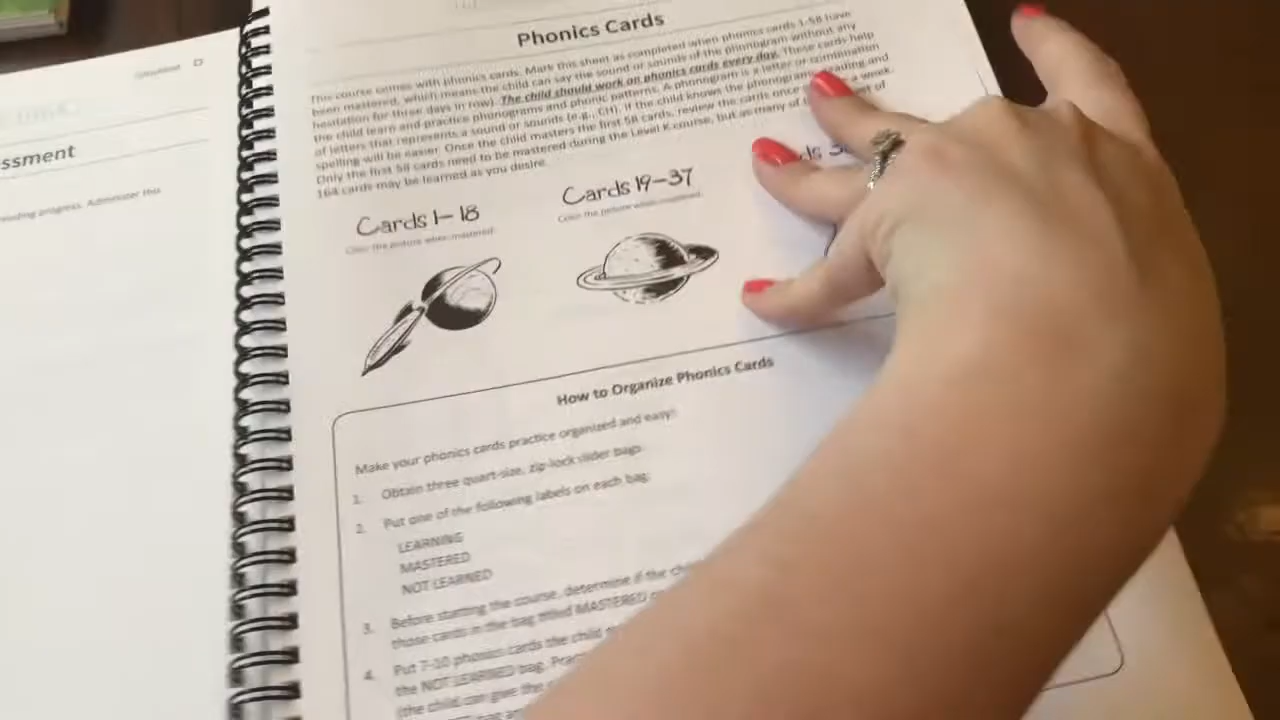 ssment
reading progress. Administer this
Phonics Cards
This course comes with phonics cards. Mark this sheet as completed when phonics cards 1-58 have
been mastered, which means the child can say the sound or sounds of the phonogram without any
hesitation for three days in row). The child should work on phonics cards every day. These cards help
the child learn and practice phonograms and phonic patterns. A phonogram is a letter or combination
of letters that represents a sound or sounds (e.g., CH). If the child knows the phonograms, reading and
spelling will be easier. Once the child masters the first 58 cards, review the cards once a week.
Only the first 58 cards need to be mastered during the Level K course, but as many of set of
164 cards may be learned as you desire.
Cards 1-18
Color the picture when mastered.
Cards 19-37
Color the picture when mastered.
ds 3
How to Organize Phonics Cards
Make your phonics cards practice organized and easy:
1. Obtain three quart-size, zip-lock slider bags
2. Put one of the following labels on each bag:
LEARNING
MASTERED
NOT LEARNED
3. Before starting the course, determine if the chi
those cards in the bag titled MASTERED
4. Put 7-10 phonics cards the child
the NOT LEARNED bag. Prac
(the child can give the